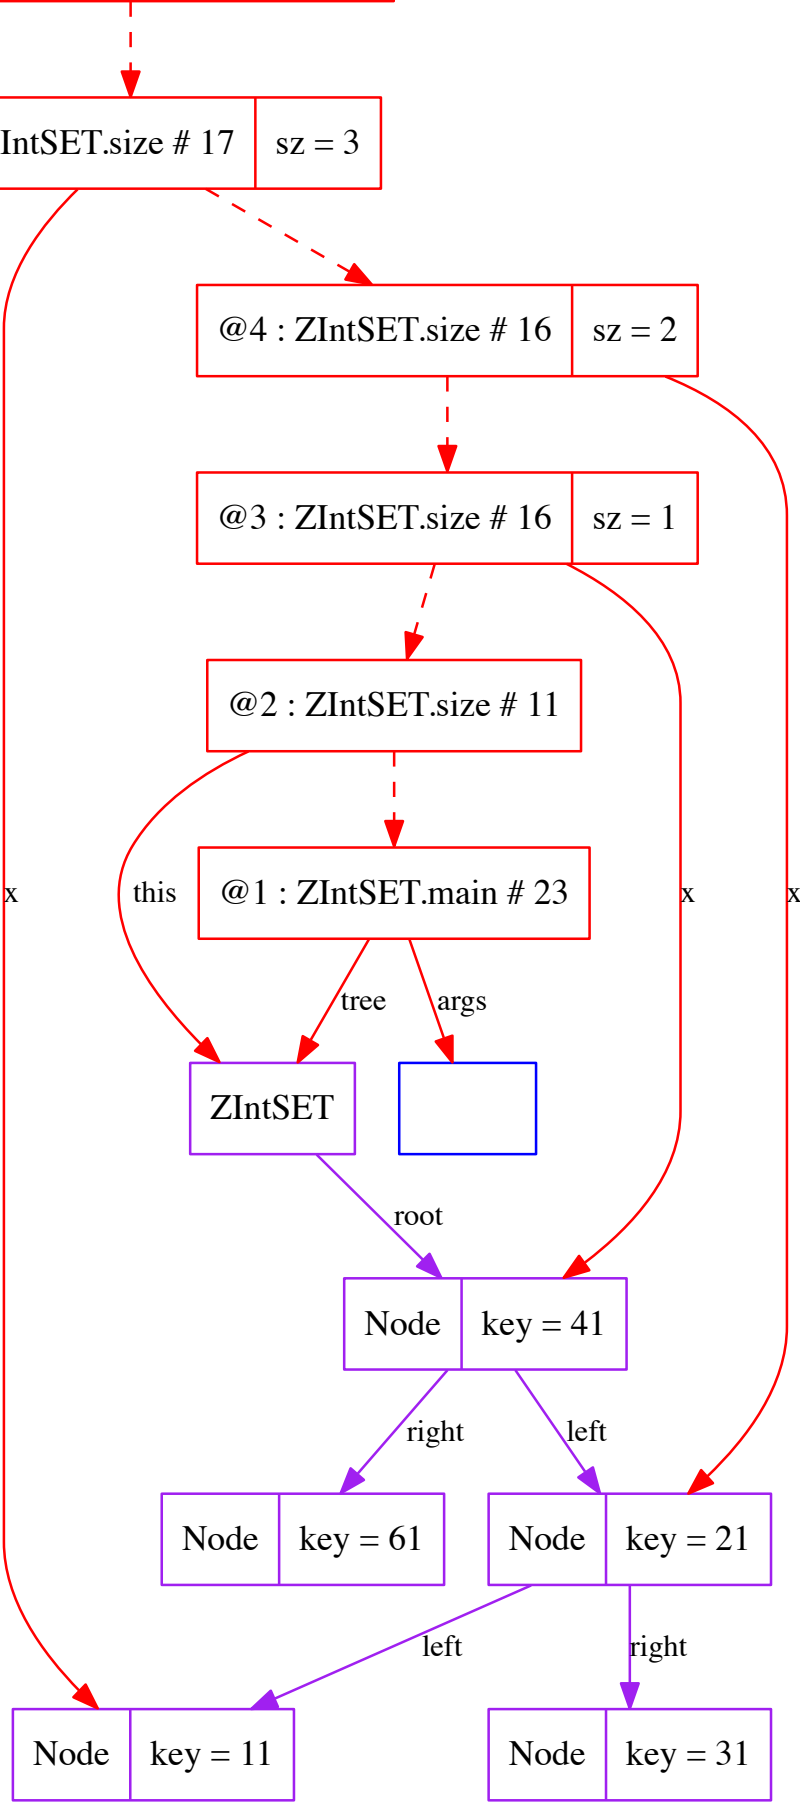 IntSET.size # 17 sz = 3
@4 : ZIntSET.size # 16 sz = 2
@3 : ZIntSET.size # 16 sz = 1
@2 : ZIntSET.size # 11
x this @1 : ZIntSET.main # 23 x x
tree args
ZIntSET
root
Node key = 41
right left
Node key = 61 Node key = 21
left right
Node key = 11 Node key = 31